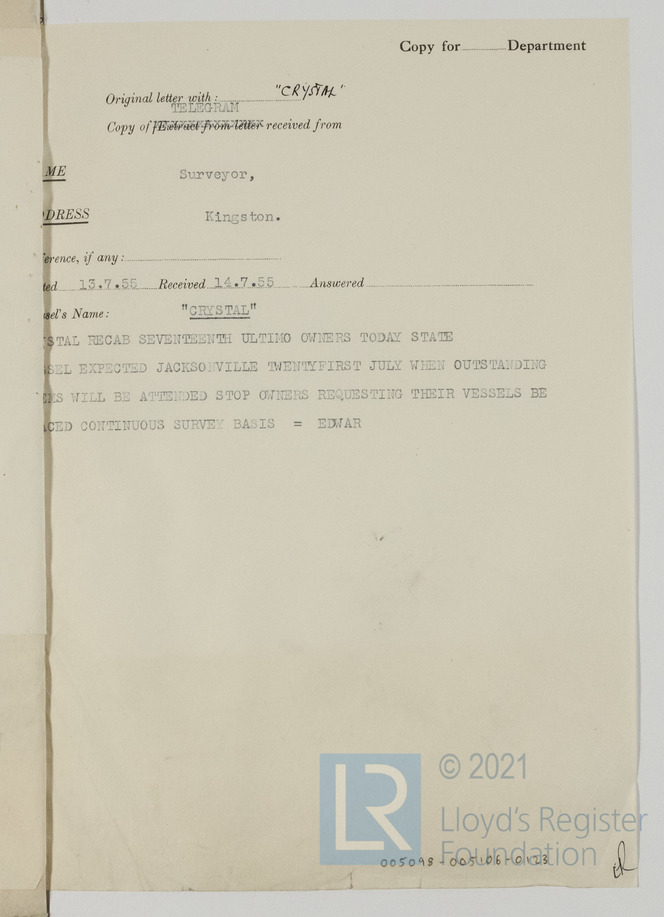 Copy for Department
Original letter with: "CRYSTAL"
TELEGRAM
Copy of /Extract from letter received from
ME
Surveyor,
DRESS
Kingston.
erence, if any:
ted 13.7.55 Received 14.7.55 Answered
sel's Name: "CRYSTAL"
STAL RECAB SEVENTEENTH ULTIMO OWNERS TODAY STATE
SEL EXPECTED JACKSONVILLE TWENTYFIRST JULY WHEN OUTSTANDING
EMS WILL BE ATTENDED STOP OWNERS REQUESTING THEIR VESSELS BE
ACED CONTINUOUS SURVEY BASIS = EDWAR
LR
© 2021
Lloyd's Register
Foundation
005098-005106-0123